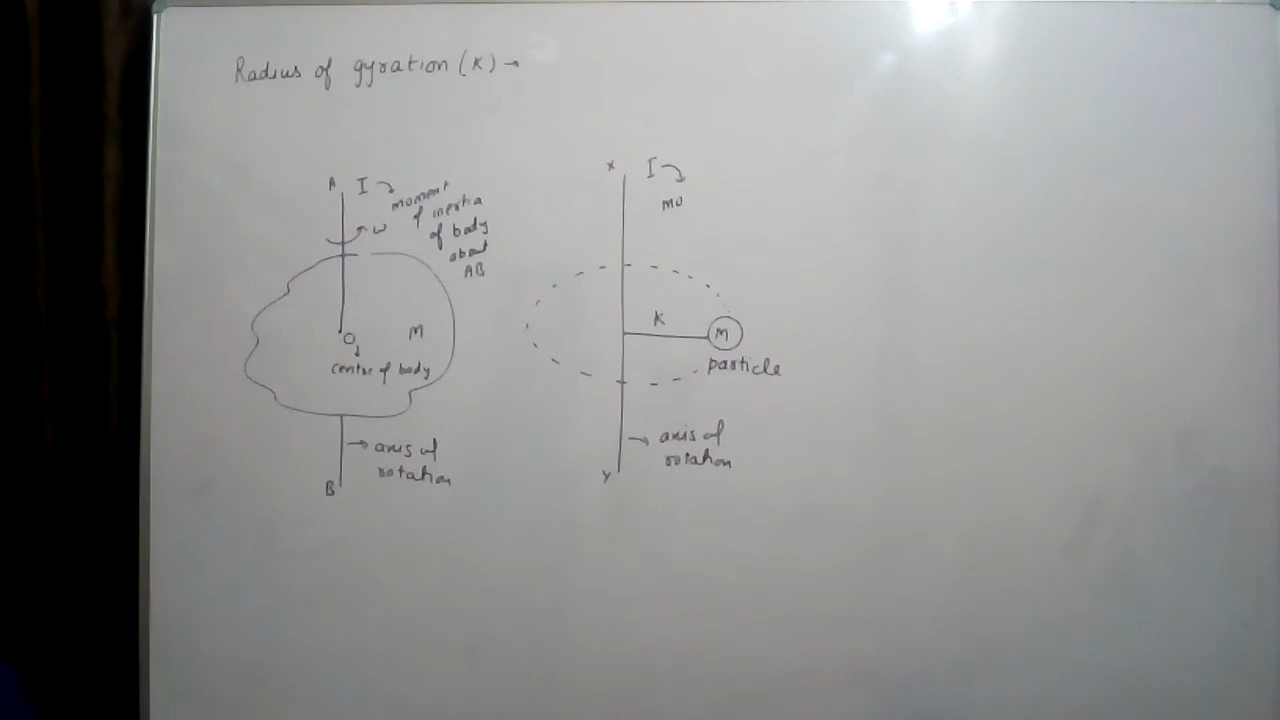 Radius of gyration (K) →
A
I
moment
of inertia
of body
about
AB
ω
O
M
center of body
→ axis of
rotation
B
X
I
mo
K
M
particle
→ axis of
rotation
Y